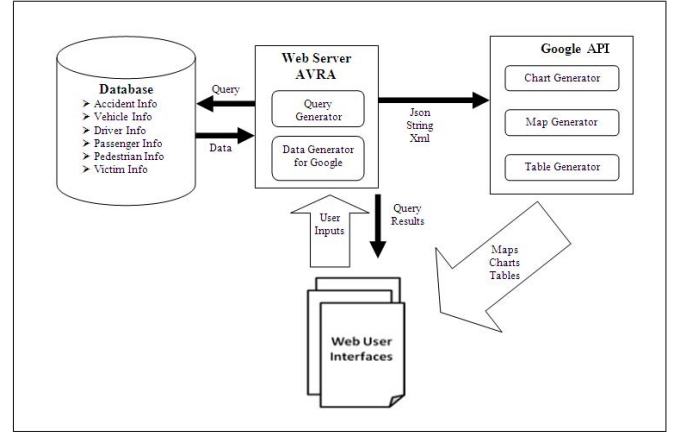 Database
➢ Accident Info
➢ Vehicle Info
➢ Driver Info
➢ Passenger Info
➢ Pedestrian Info
➢ Victim Info
Query
Data
Web Server
AVRA
Query
Generator
Data Generator
for Google
Json
String
Xml
Google API
Chart Generator
Map Generator
Table Generator
User
Inputs
Query
Results
Maps
Charts
Tables
Web User
Interfaces